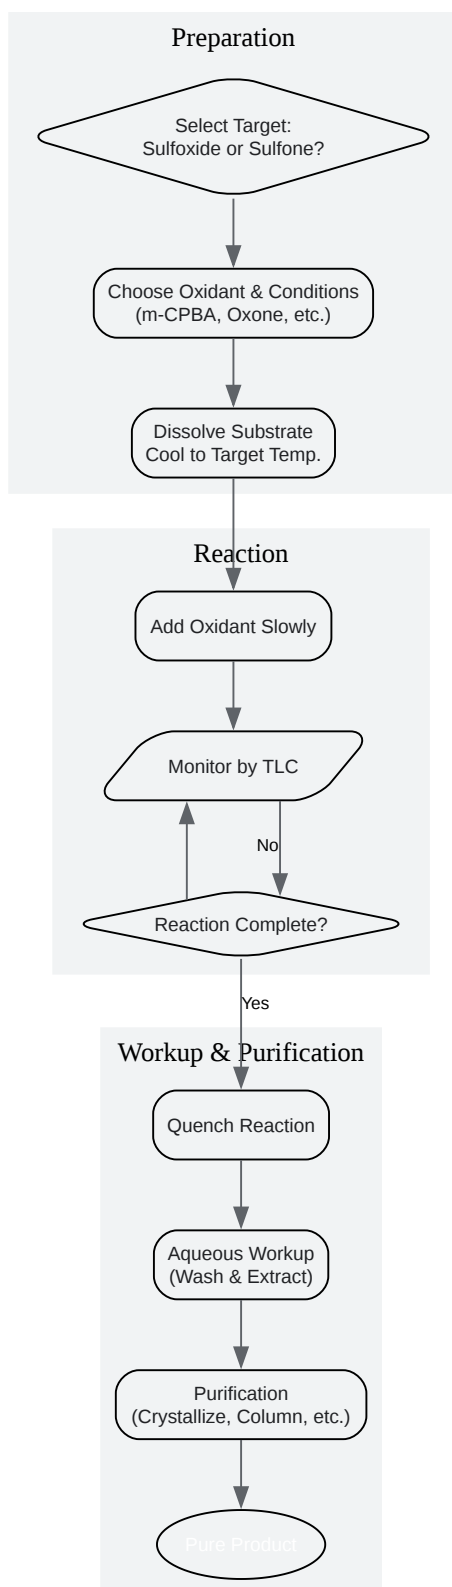 Preparation
Select Target:
Sulfoxide or Sulfone?
Choose Oxidant & Conditions
(m-CPBA, Oxone, etc.)
Dissolve Substrate
Cool to Target Temp.
Reaction
Add Oxidant Slowly
Monitor by TLC
No
Reaction Complete?
Yes
Workup & Purification
Quench Reaction
Aqueous Workup
(Wash & Extract)
Purification
(Crystallize, Column, etc.)
Pure Product